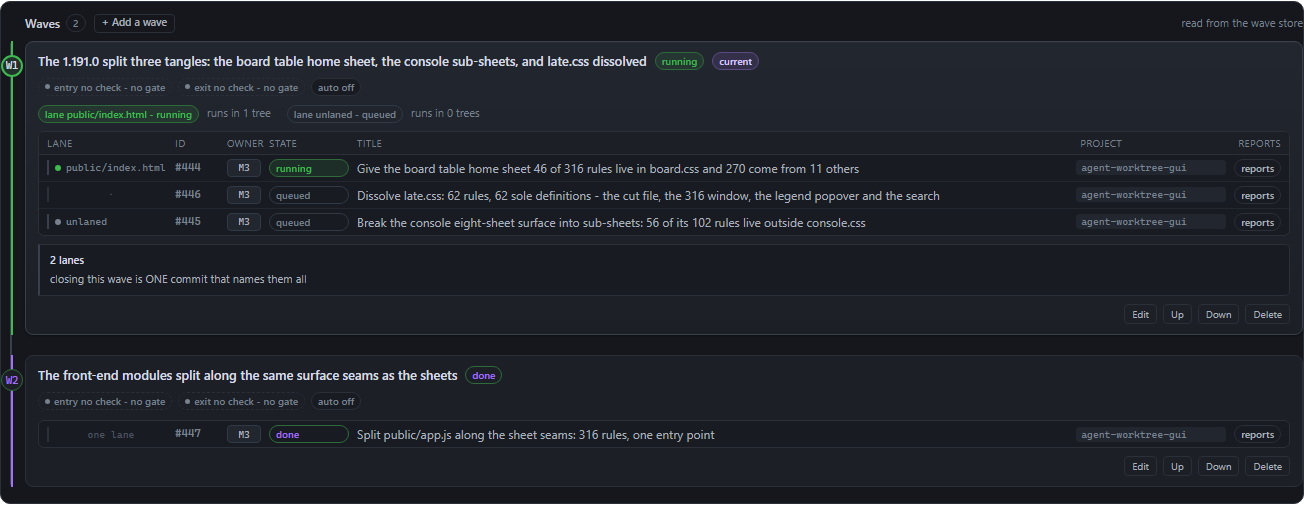 Waves 2 + Add a wave read from the wave store
W1 The 1.191.0 split three tangles: the board table home sheet, the console sub-sheets, and late.css dissolved running current
entry no check - no gate exit no check - no gate auto off
lane public/index.html - running runs in 1 tree lane unlaned - queued runs in 0 trees
LANE ID OWNER STATE TITLE PROJECT REPORTS
public/index.html #444 M3 running Give the board table home sheet 46 of 316 rules live in board.css and 270 come from 11 others agent-worktree-gui reports
· #446 M3 queued Dissolve late.css: 62 rules, 62 sole definitions - the cut file, the 316 window, the legend popover and the search agent-worktree-gui reports
unlaned #445 M3 queued Break the console eight-sheet surface into sub-sheets: 56 of its 102 rules live outside console.css agent-worktree-gui reports
2 lanes
closing this wave is ONE commit that names them all
Edit Up Down Delete
W2 The front-end modules split along the same surface seams as the sheets done
entry no check - no gate exit no check - no gate auto off
one lane #447 M3 done Split public/app.js along the sheet seams: 316 rules, one entry point agent-worktree-gui reports
Edit Up Down Delete